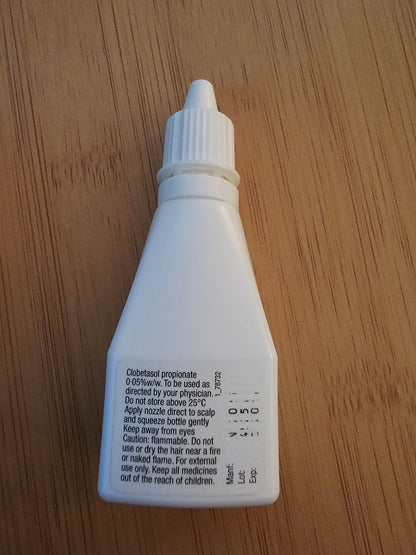 Clobetasol propionate
0·05%w/w. To be used as
directed by your physician.
Do not store above 25°C
Apply nozzle direct to scalp
and squeeze bottle gently
Keep away from eyes
Caution: flammable. Do not
use or dry the hair near a fire
or naked flame. For external
use only. Keep all medicines
out of the reach of children.
1_78732
Manf:
Lot:
Exp: